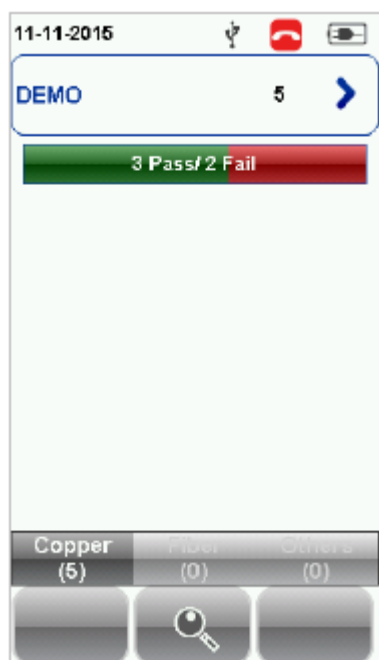 11-11-2015
DEMO 5
3 Pass/ 2 Fail
Copper Fiber Others
(5) (0) (0)